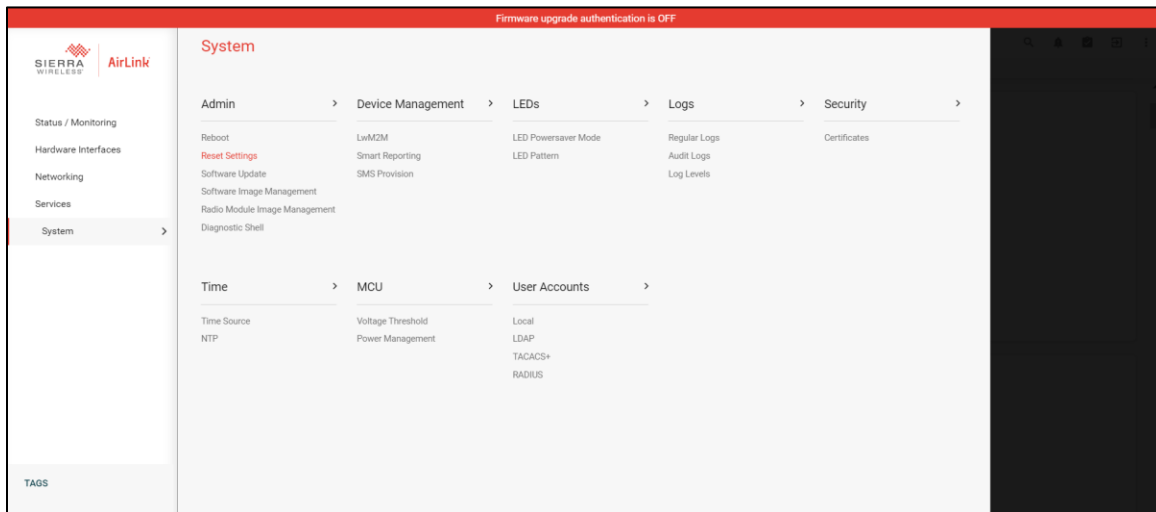 Firmware upgrade authentication is OFF
SIERRA WIRELESS AirLink
Status / Monitoring
Hardware Interfaces
Networking
Services
System
TAGS
System
Admin
Reboot
Reset Settings
Software Update
Software Image Management
Radio Module Image Management
Diagnostic Shell
Device Management
LwM2M
Smart Reporting
SMS Provision
LEDs
LED Powersaver Mode
LED Pattern
Logs
Regular Logs
Audit Logs
Log Levels
Security
Certificates
Time
Time Source
NTP
MCU
Voltage Threshold
Power Management
User Accounts
Local
LDAP
TACACS+
RADIUS